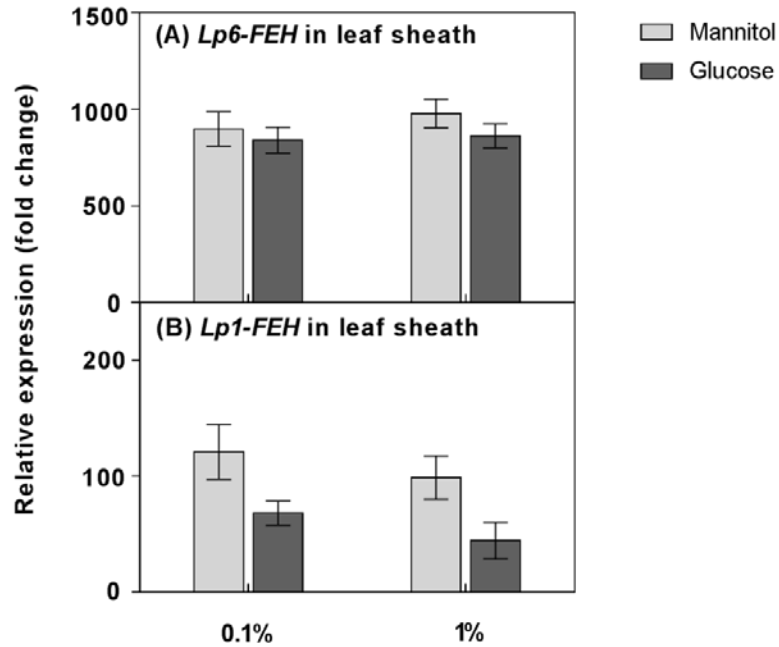 Relative expression (fold change)
1500
1000
500
0
(A) Lp6-FEH in leaf sheath
200
100
0
(B) Lp1-FEH in leaf sheath
0.1%
1%
Mannitol
Glucose